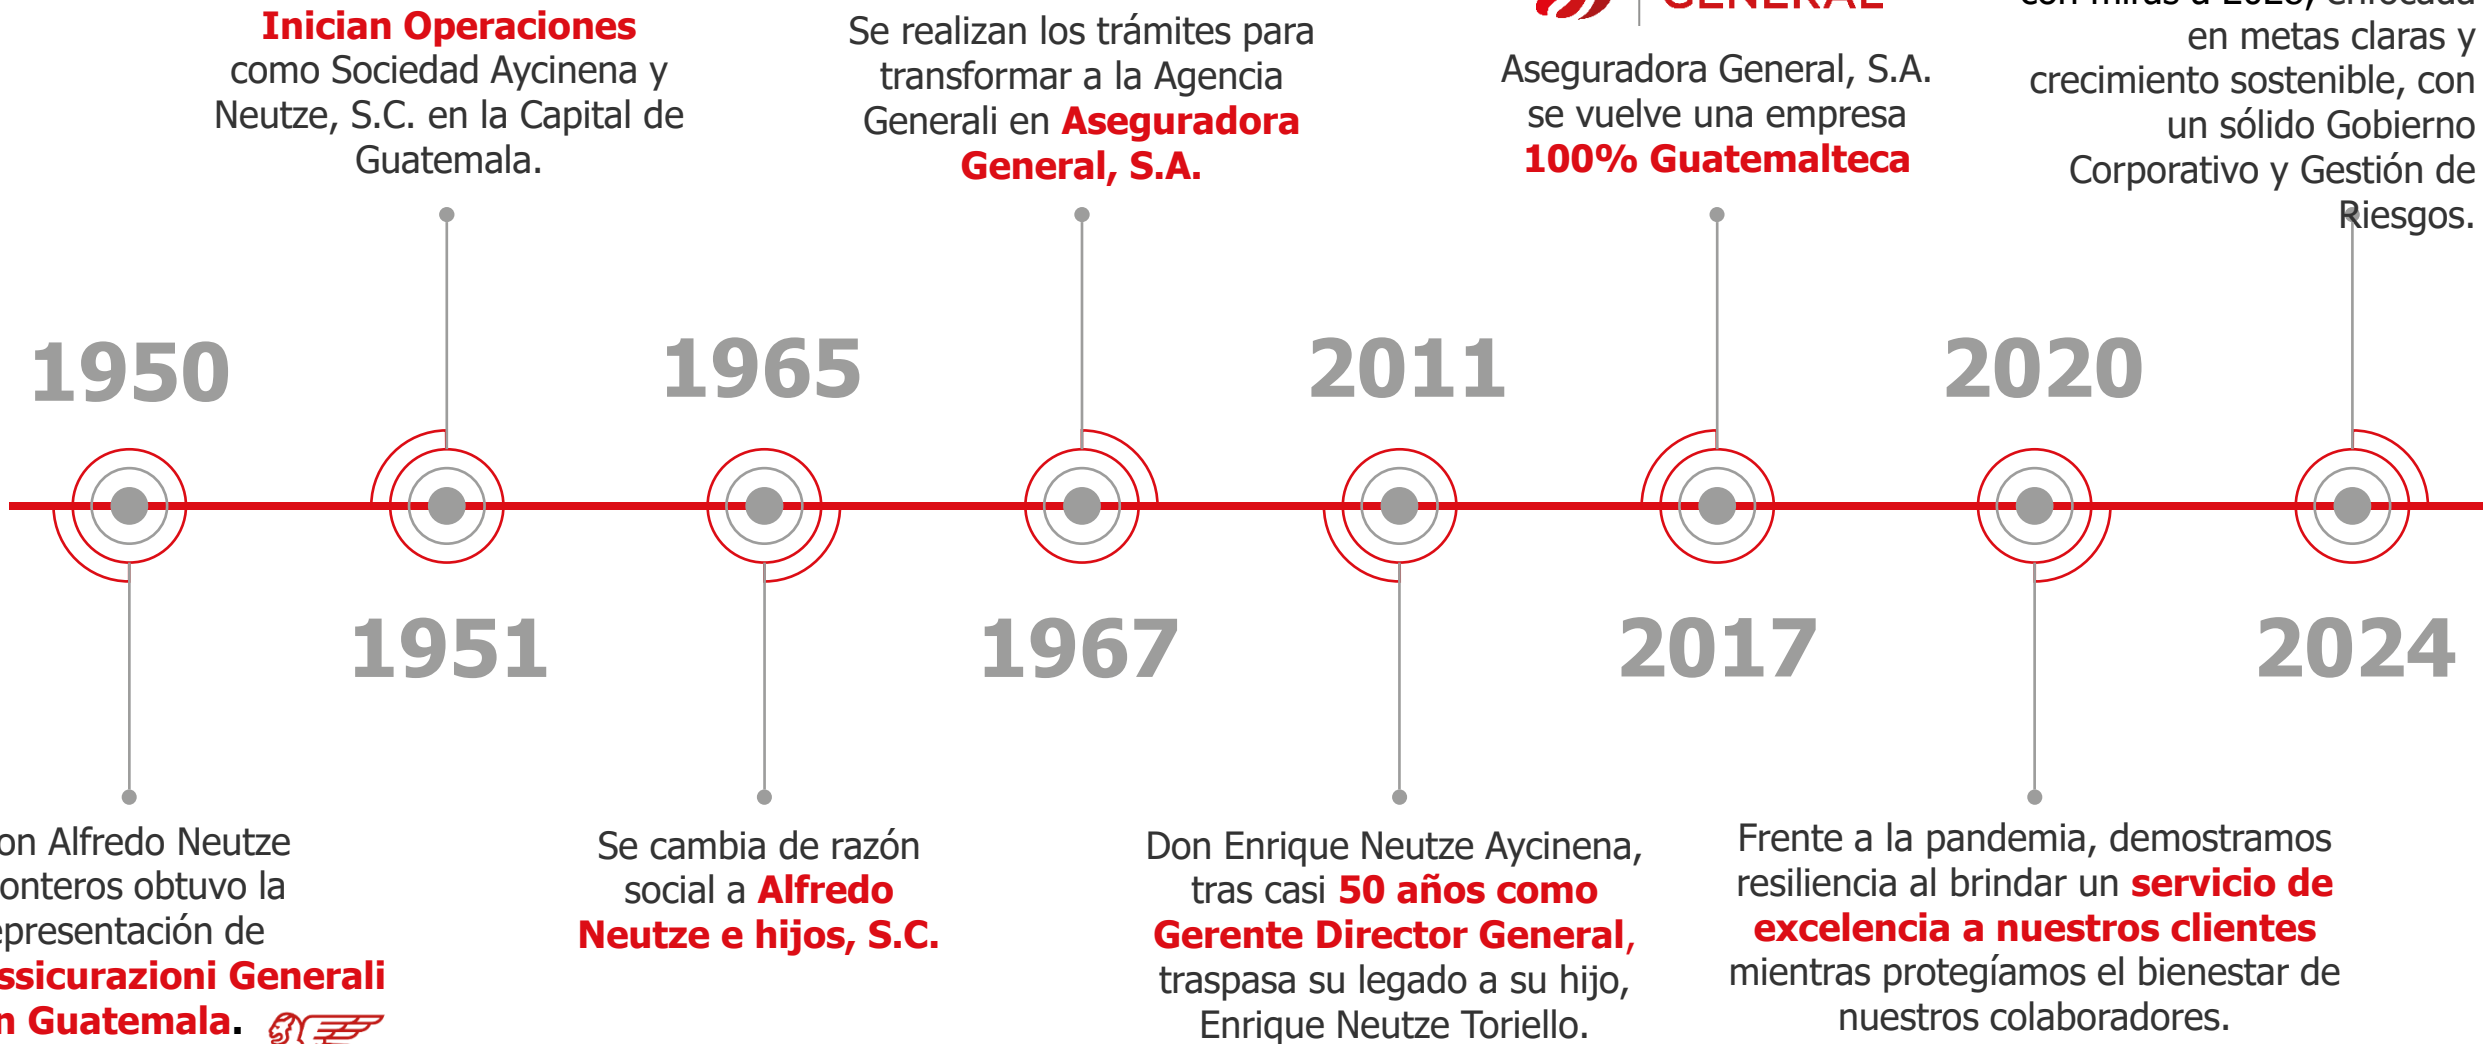 Inician Operaciones
como Sociedad Aycinena y
Neutze, S.C. en la Capital de
Guatemala.
Se realizan los trámites para
transformar a la Agencia
Generali en Aseguradora
General, S.A.
GENERAL
Aseguradora General, S.A.
se vuelve una empresa
100% Guatemalteca
con miras a 2028, enfocada
en metas claras y
crecimiento sostenible, con
un sólido Gobierno
Corporativo y Gestión de
Riesgos.
1950
1965
2011
2020
1951
1967
2017
2024
on Alfredo Neutze
onteros obtuvo la
epresentación de
ssicurazioni Generali
n Guatemala.
Se cambia de razón
social a Alfredo
Neutze e hijos, S.C.
Don Enrique Neutze Aycinena,
tras casi 50 años como
Gerente Director General,
traspasa su legado a su hijo,
Enrique Neutze Toriello.
Frente a la pandemia, demostramos
resiliencia al brindar un servicio de
excelencia a nuestros clientes
mientras protegíamos el bienestar de
nuestros colaboradores.